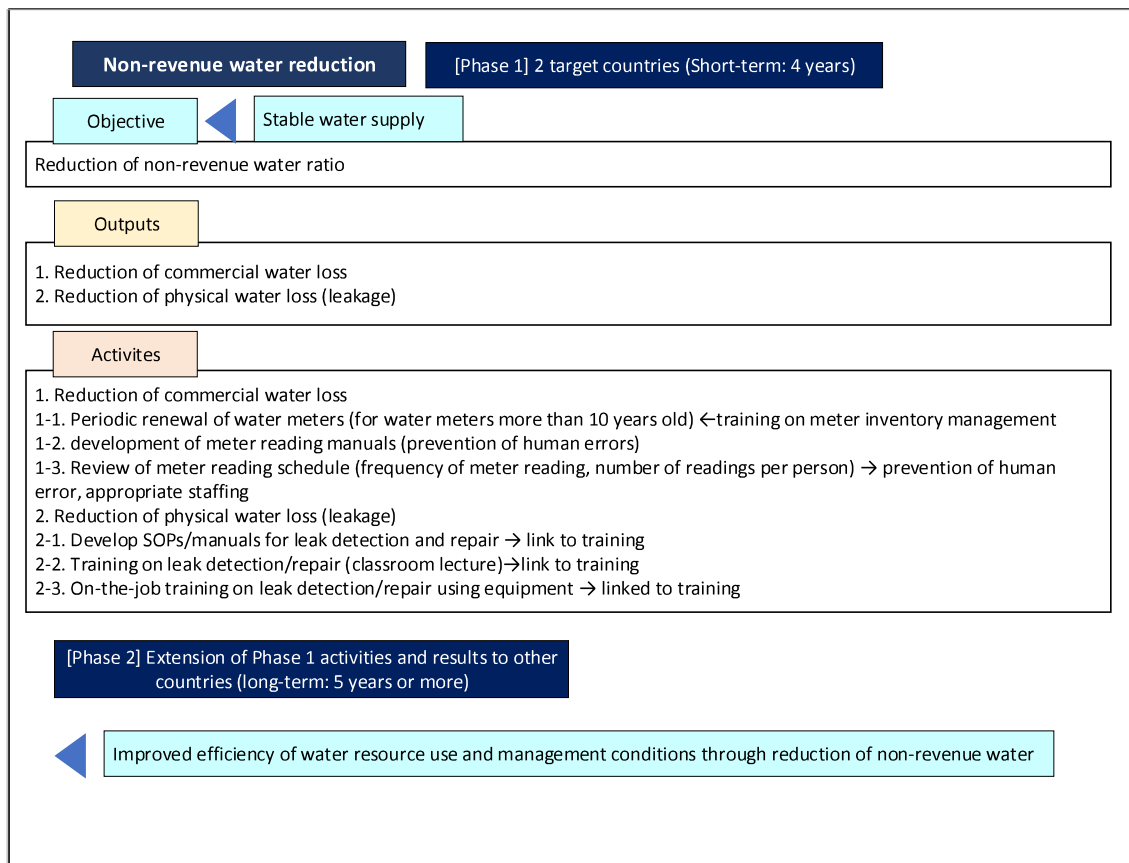 Non-revenue water reduction
[Phase 1] 2 target countries (Short-term: 4 years)
Objective
Stable water supply
Reduction of non-revenue water ratio
Outputs
1. Reduction of commercial water loss
2. Reduction of physical water loss (leakage)
Activites
1. Reduction of commercial water loss
1-1. Periodic renewal of water meters (for water meters more than 10 years old) ←training on meter inventory management
1-2. development of meter reading manuals (prevention of human errors)
1-3. Review of meter reading schedule (frequency of meter reading, number of readings per person) → prevention of human
error, appropriate staffing
2. Reduction of physical water loss (leakage)
2-1. Develop SOPs/manuals for leak detection and repair → link to training
2-2. Training on leak detection/repair (classroom lecture)→link to training
2-3. On-the-job training on leak detection/repair using equipment → linked to training
[Phase 2] Extension of Phase 1 activities and results to other
countries (long-term: 5 years or more)
Improved efficiency of water resource use and management conditions through reduction of non-revenue water